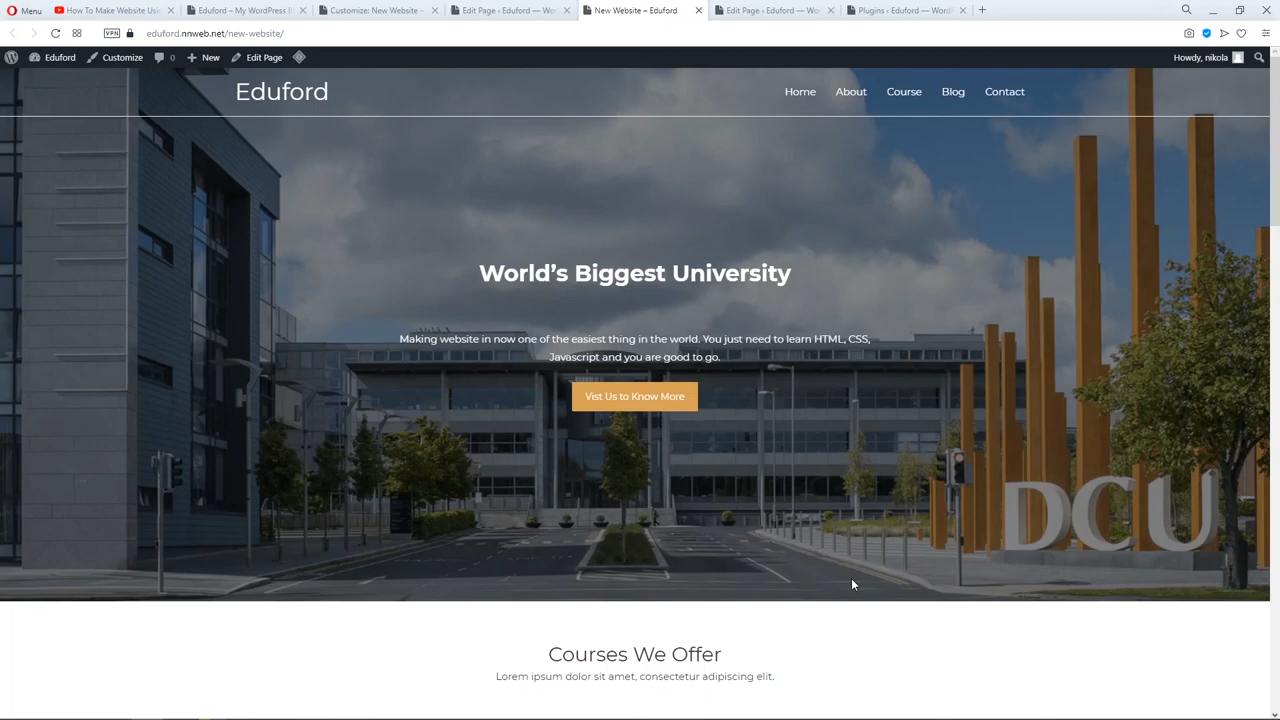 Menu
How To Make Website Usin
Eduford – My WordPress B
Customize: New Website –
Edit Page ‹ Eduford — Wo
New Website – Eduford
Edit Page ‹ Eduford — Wo
Plugins ‹ Eduford — WordP
VPN
eduford.nnweb.net/new-website/
Eduford
Customize
0
New
Edit Page
Howdy, nikola
Eduford
Home
About
Course
Blog
Contact
World's Biggest University
Making website in now one of the easiest thing in the world. You just need to learn HTML, CSS,
Javascript and you are good to go.
Vist Us to Know More
DCU
Courses We Offer
Lorem ipsum dolor sit amet, consectetur adipiscing elit.